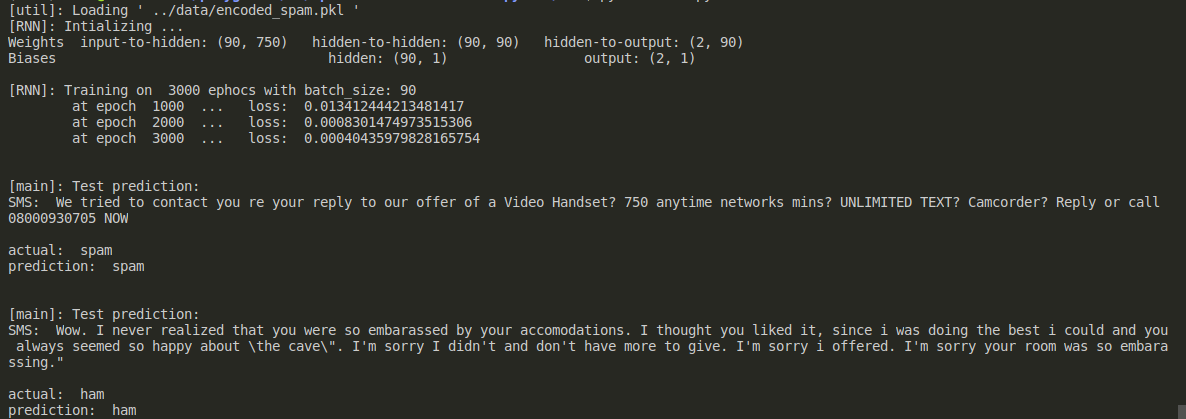 [util]: Loading ' ../data/encoded_spam.pkl '
[RNN]: Intializing ...
Weights  input-to-hidden: (90, 750)   hidden-to-hidden: (90, 90)   hidden-to-output: (2, 90)
Biases                                  hidden: (90, 1)                 output: (2, 1)
[RNN]: Training on  3000 ephocs with batch_size: 90
        at epoch  1000  ...   loss:  0.013412444213481417
        at epoch  2000  ...   loss:  0.0008301474973515306
        at epoch  3000  ...   loss:  0.00040435979828165754
[main]: Test prediction:
SMS:  We tried to contact you re your reply to our offer of a Video Handset? 750 anytime networks mins? UNLIMITED TEXT? Camcorder? Reply or call
08000930705 NOW
actual:  spam
prediction:  spam
[main]: Test prediction:
SMS:  Wow. I never realized that you were so embarassed by your accomodations. I thought you liked it, since i was doing the best i could and you
 always seemed so happy about \the cave\". I'm sorry I didn't and don't have more to give. I'm sorry i offered. I'm sorry your room was so embara
ssing."
actual:  ham
prediction:  ham